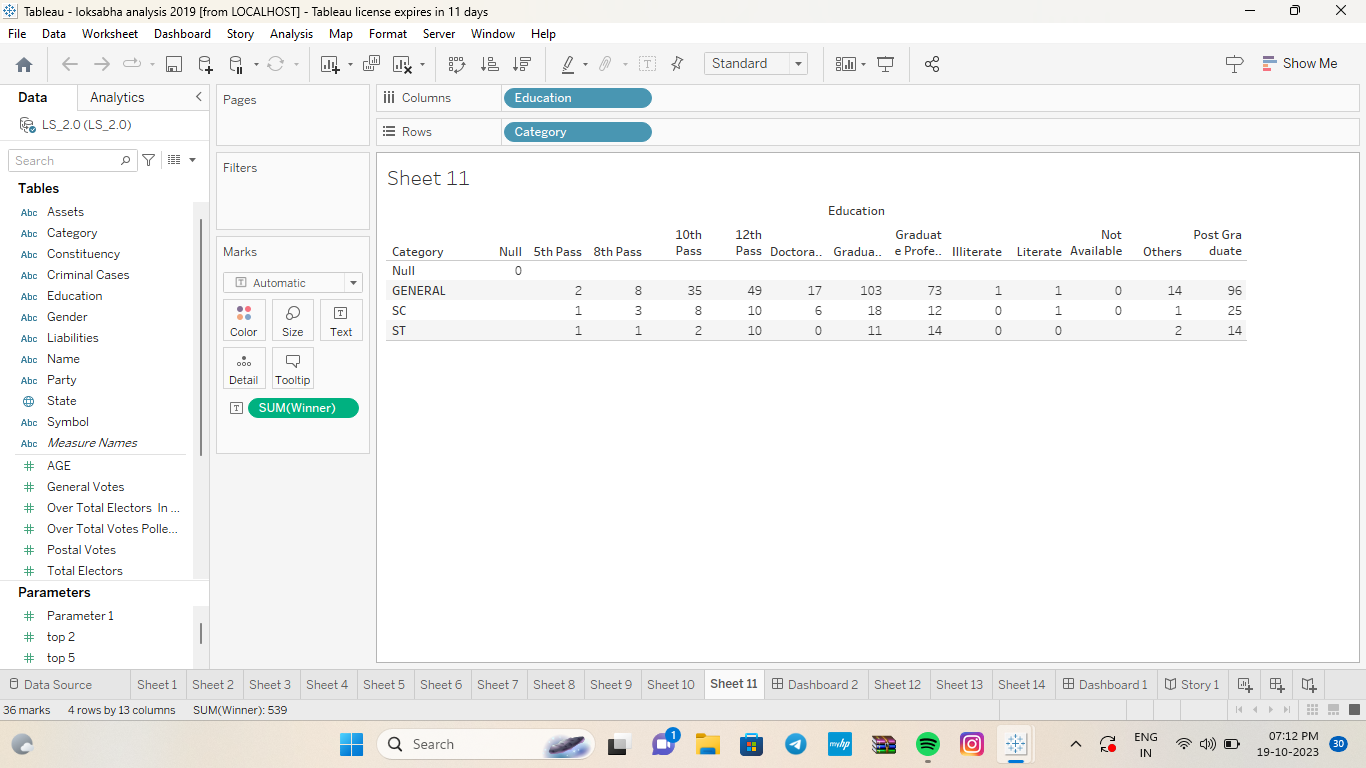 Tableau - loksabha analysis 2019 [from LOCALHOST] - Tableau license expires in 11 days
File Data Worksheet Dashboard Story Analysis Map Format Server Window Help
Standard
Show Me
Data Analytics
LS_2.0 (LS_2.0)
Search
Tables
Abc Assets
Abc Category
Abc Constituency
Abc Criminal Cases
Abc Education
Abc Gender
Abc Liabilities
Abc Name
Abc Party
State
Abc Symbol
Abc Measure Names
# AGE
# General Votes
# Over Total Electors In ...
# Over Total Votes Polle...
# Postal Votes
# Total Electors
Parameters
# Parameter 1
# top 2
# top 5
Pages
Filters
Marks
T Automatic
Color Size Text
Detail Tooltip
T SUM(Winner)
Columns Education
Rows Category
Sheet 11
Education
Category Null 5th Pass 8th Pass 10th Pass 12th Pass Doctora.. Gradua.. Graduat e Profe.. Illiterate Literate Not Available Others Post Gra duate
Null 0
GENERAL 2 8 35 49 17 103 73 1 1 0 14 96
SC 1 3 8 10 6 18 12 0 1 0 1 25
ST 1 1 2 10 0 11 14 0 0 2 14
Data Source Sheet 1 Sheet 2 Sheet 3 Sheet 4 Sheet 5 Sheet 6 Sheet 7 Sheet 8 Sheet 9 Sheet 10 Sheet 11 Dashboard 2 Sheet 12 Sheet 13 Sheet 14 Dashboard 1 Story 1
36 marks 4 rows by 13 columns SUM(Winner): 539
Search
1
myhp
ENG
IN
07:12 PM
19-10-2023
30